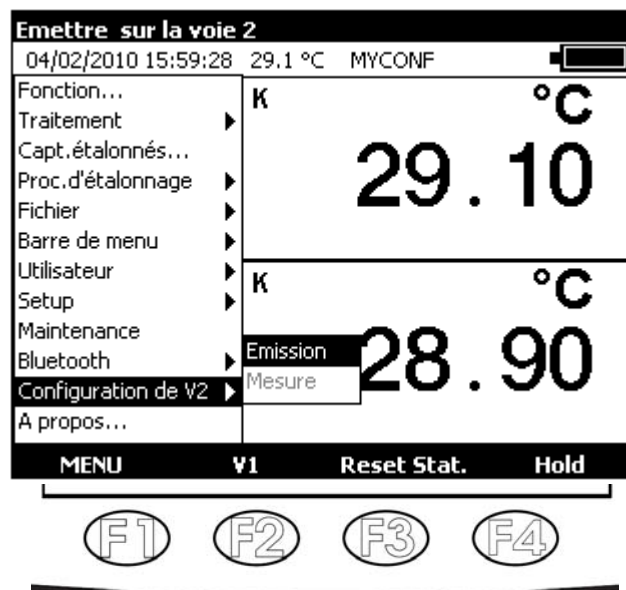 Emettre sur la voie 2
04/02/2010 15:59:28 29.1 °C MYCONF
Fonction...
Traitement
Capt.étalonnés...
Proc.d'étalonnage
Fichier
Barre de menu
Utilisateur
Setup
Maintenance
Bluetooth
Configuration de V2
A propos...
K °C
29.10
K °C
28.90
Emission
Mesure
MENU V1 Reset Stat. Hold
F1 F2 F3 F4